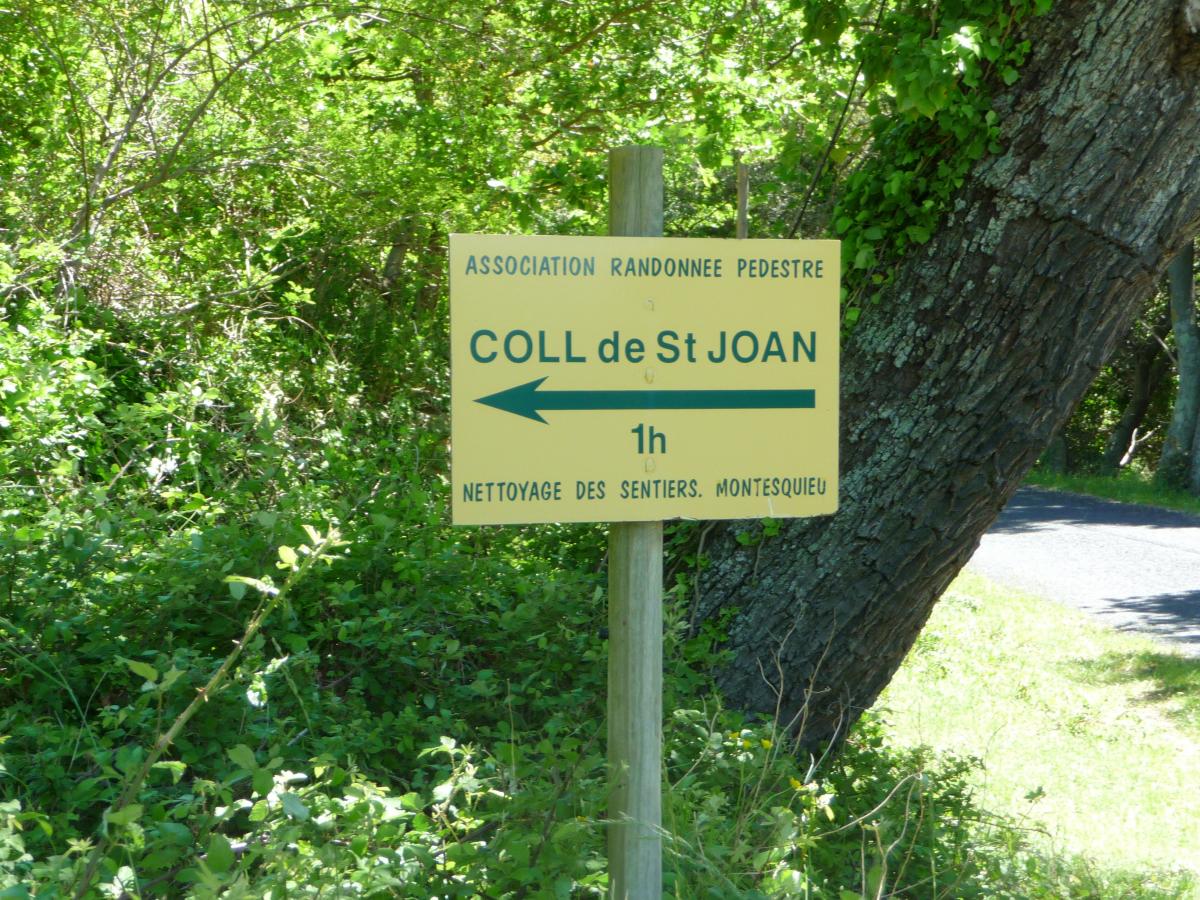 ASSOCIATION RANDONNEE PEDESTRE
COLL de St JOAN
1h
NETTOYAGE DES SENTIERS. MONTESQUIEU